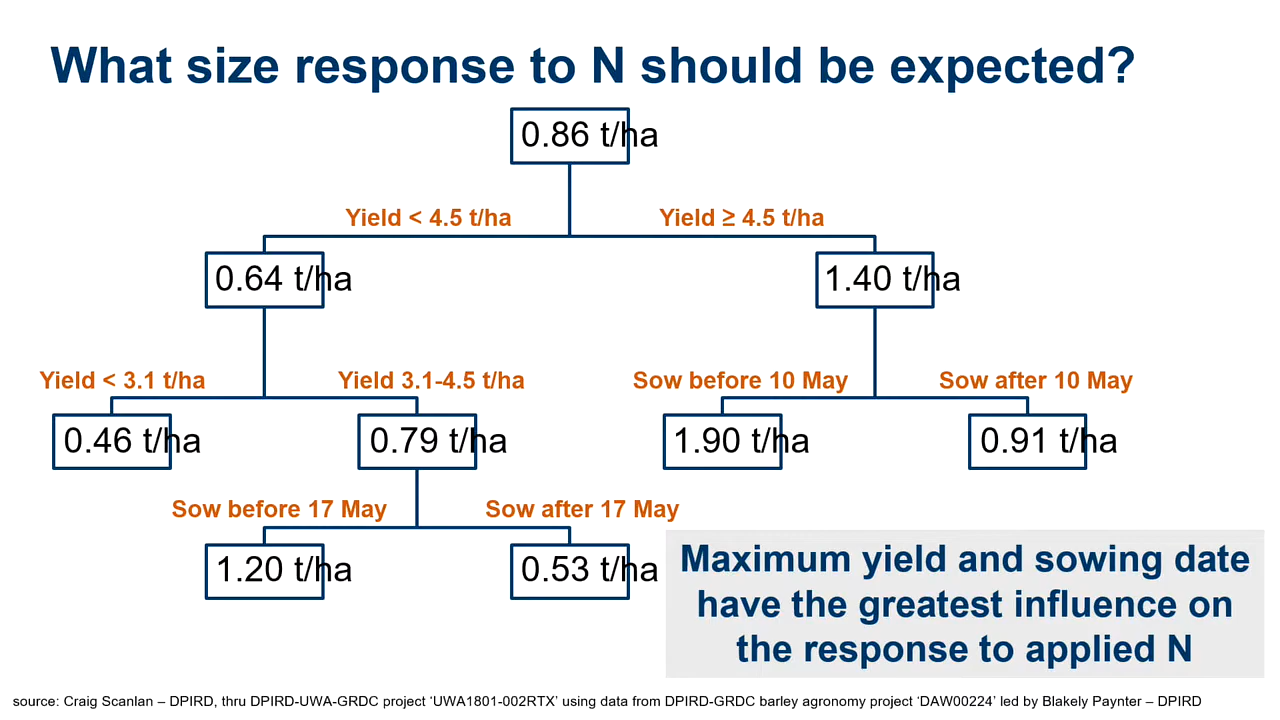 What size response to N should be expected?
0.86 t/ha
Yield < 4.5 t/ha
Yield ≥ 4.5 t/ha
0.64 t/ha
1.40 t/ha
Yield < 3.1 t/ha
Yield 3.1-4.5 t/ha
Sow before 10 May
Sow after 10 May
0.46 t/ha
0.79 t/ha
1.90 t/ha
0.91 t/ha
Sow before 17 May
Sow after 17 May
1.20 t/ha
0.53 t/ha
Maximum yield and sowing date
have the greatest influence on
the response to applied N
source: Craig Scanlan – DPIRD, thru DPIRD-UWA-GRDC project ‘UWA1801-002RTX’ using data from DPIRD-GRDC barley agronomy project ‘DAW00224’ led by Blakely Paynter – DPIRD